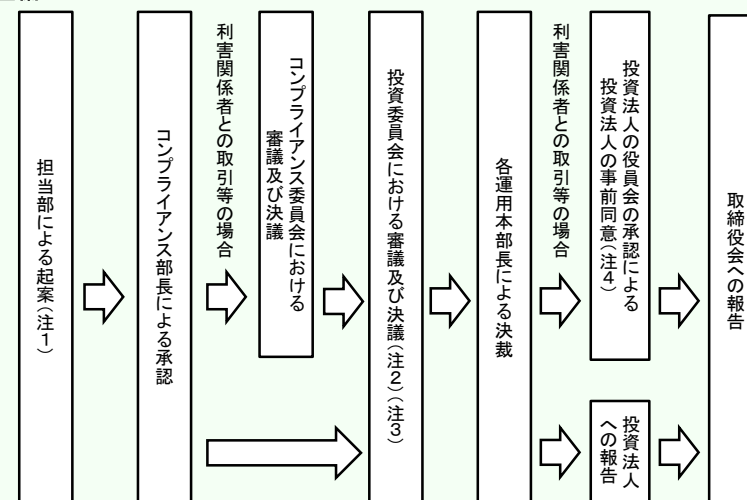 担当部による起案（注１）
コンプライアンス部長による承認
利害関係者との取引等の場合
コンプライアンス委員会における
審議及び決議
投資委員会における審議及び決議（注２）（注３）
各運用本部長による決裁
利害関係者との取引等の場合
投資法人の役員会の承認による
投資法人の事前同意（注４）
投資法人
への報告
取締役会への報告